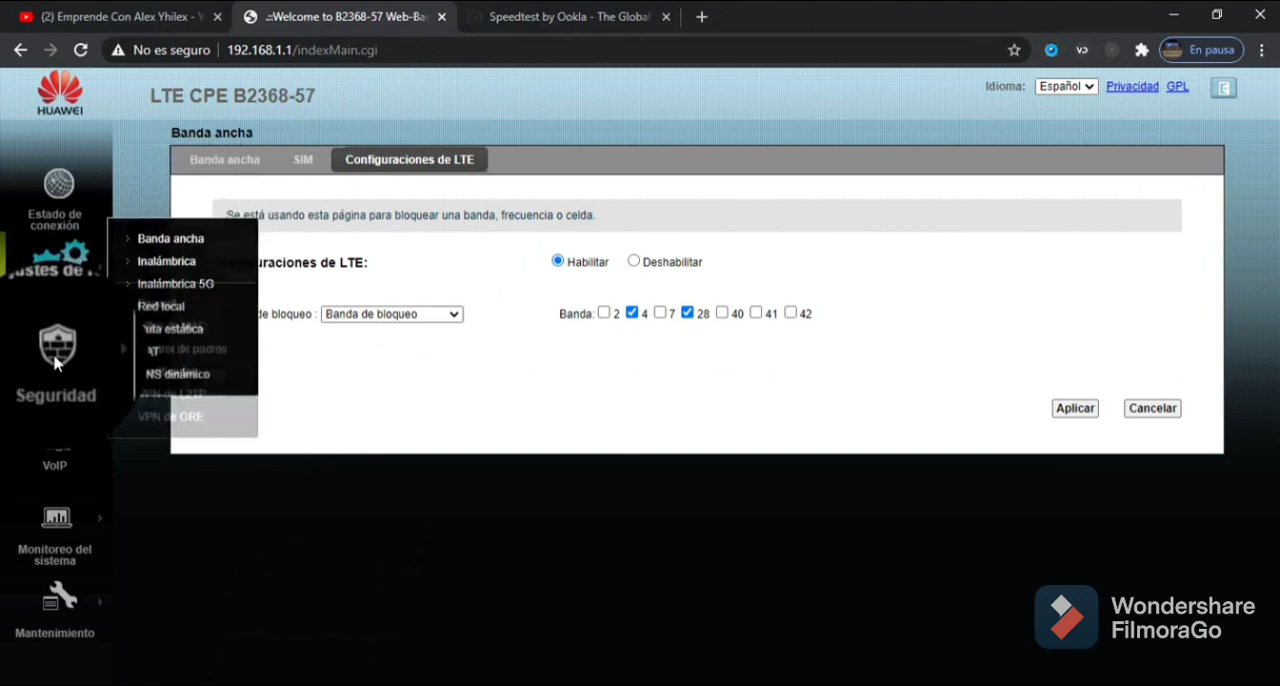 (2) Emprende Con Alex Yhilex - Y
.::Welcome to B2368-57 Web-Ba
Speedtest by Ookla - The Global
No es seguro
192.168.1.1/indexMain.cgi
En pausa
HUAWEI
LTE CPE B2368-57
Idioma:
Español
Privacidad
GPL
Banda ancha
Banda ancha
SIM
Configuraciones de LTE
Se está usando esta página para bloquear una banda, frecuencia o celda.
Estado de
conexión
Banda ancha
Inalámbrica
Inalámbrica 5G
Red local
uta estática
NS dinámico
VPN de GRE
uraciones de LTE:
Habilitar
Deshabilitar
de bloqueo :
Banda de bloqueo
Banda:
2
4
7
28
40
41
42
Aplicar
Cancelar
Seguridad
VoIP
Monitoreo del
sistema
Mantenimiento
Wondershare
FilmoraGo